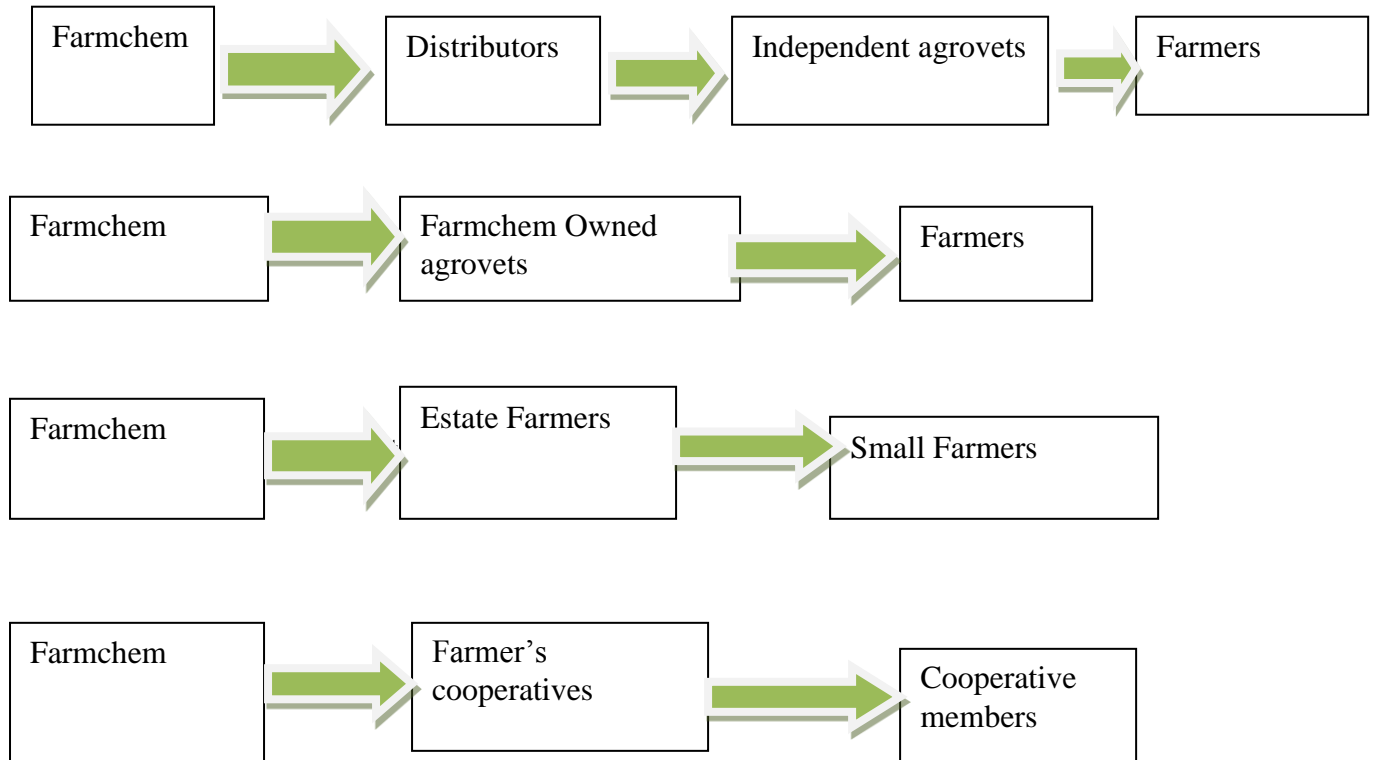 Farmchem
Distributors
Independent agrovets
Farmers
Farmchem
Farmchem Owned
agrovets
Farmers
Farmchem
Estate Farmers
Small Farmers
Farmchem
Farmer’s
cooperatives
Cooperative
members